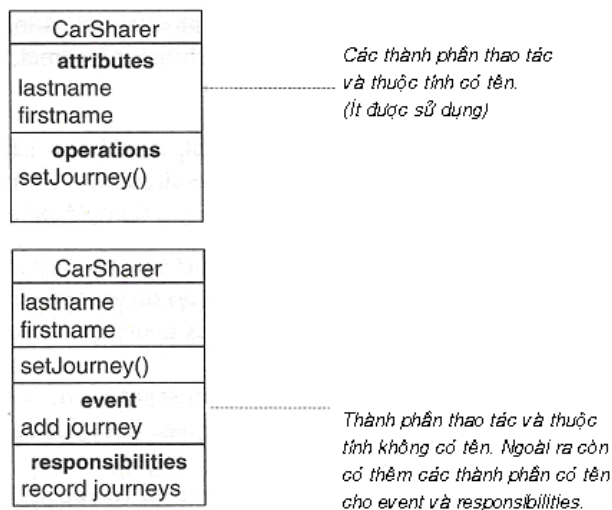 CarSharer
attributes
lastname
firstname
operations
setJourney()
Các thành phần thao tác
và thuộc tính có tên.
(Ít được sử dụng)
CarSharer
lastname
firstname
setJourney()
event
add journey
responsibilities
record journeys
Thành phần thao tác và thuộc
tính không có tên. Ngoài ra còn
có thêm các thành phần có tên
cho event và responsibilities.